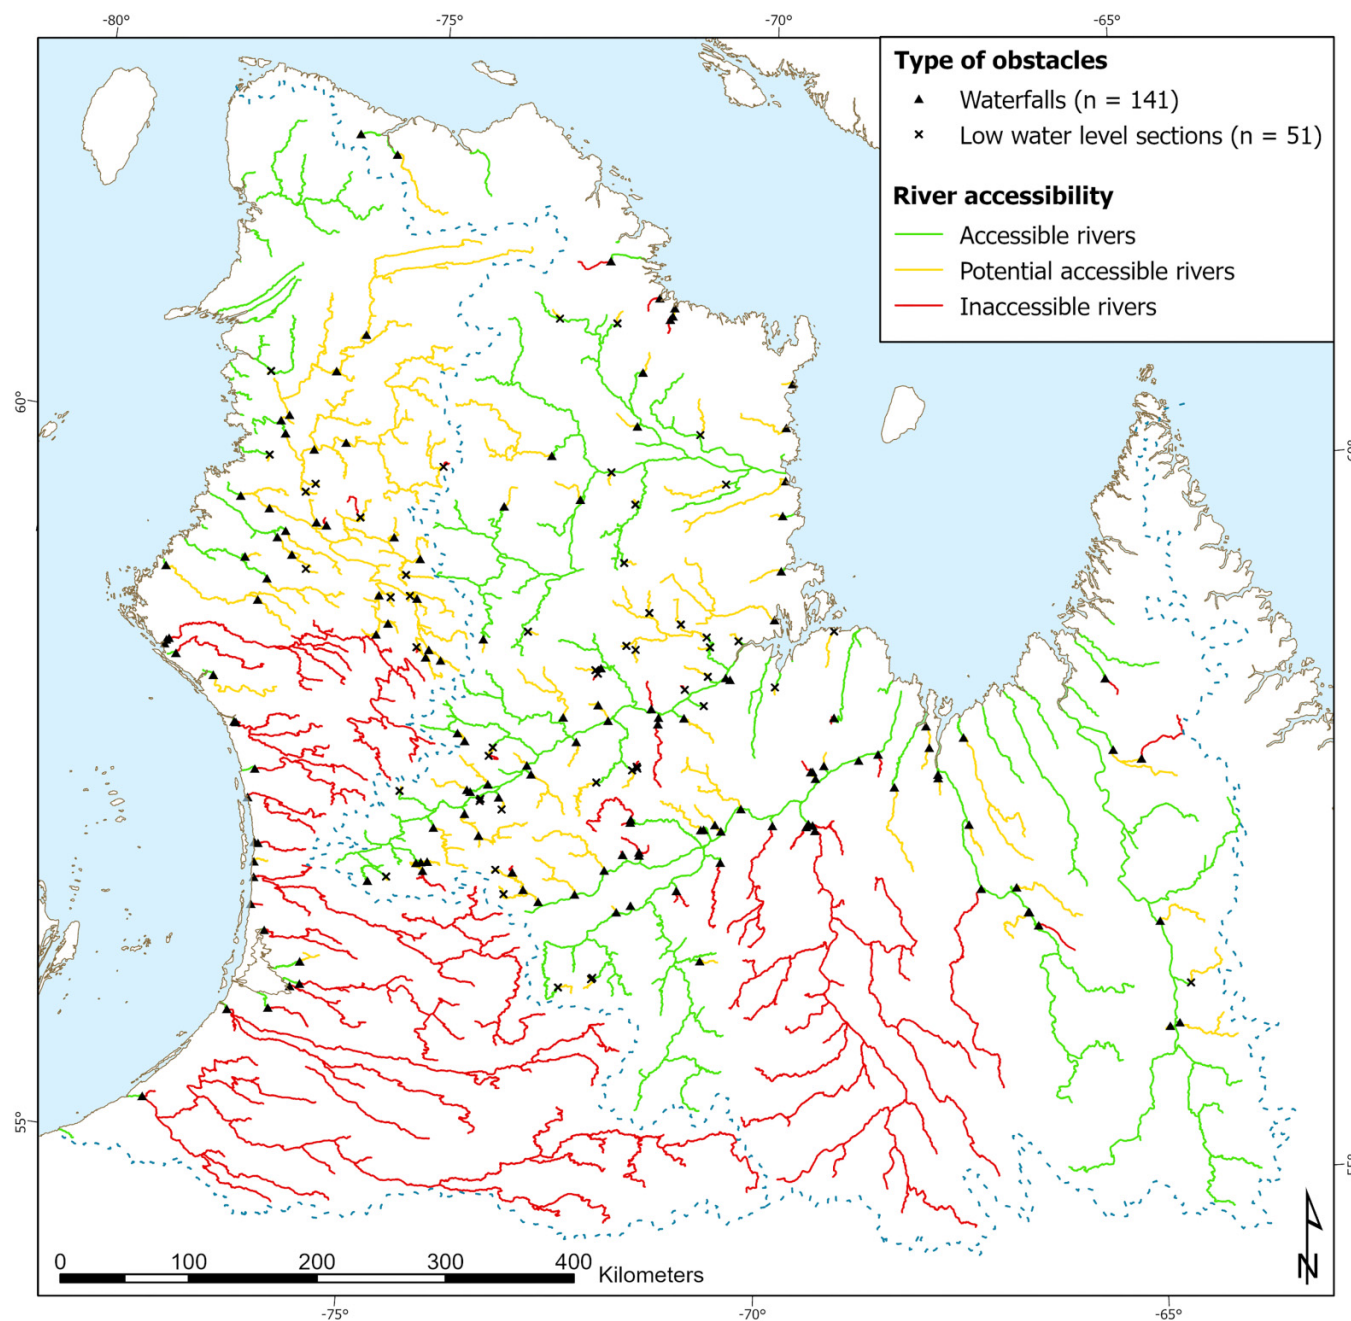 -80° -75° -70° -65°
Type of obstacles
Waterfalls (n = 141)
Low water level sections (n = 51)
River accessibility
Accessible rivers
Potential accessible rivers
Inaccessible rivers
60°
55°
55°
N
0 100 200 300 400 Kilometers
-75° -70° -65°